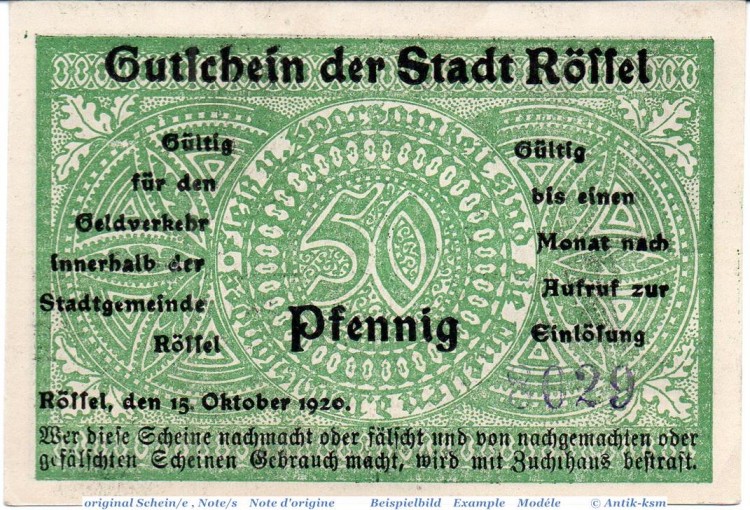 Gutſchein der Stadt Röſſel
Gültig
für den
Geldverkehr
innerhalb der
Stadtgemeinde
Röſſel
Gültig
bis einen
Monat nach
Aufruf zur
Einlöſung
50
Pfennig
029
Röſſel, den 15. Oktober 1920.
Wer dieſe Scheine nachmacht oder fälſcht und von nachgemachten oder
gefälſchten Scheinen Gebrauch macht, wird mit Zuchthaus beſtraft.
original Schein/e , Note/s Note d'origine Beispielbild Example Modéle © Antik-ksm